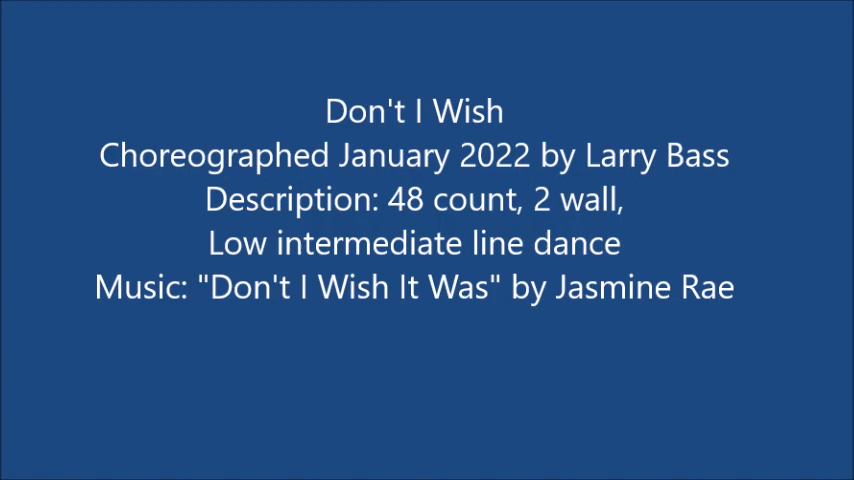 Don't I Wish
Choreographed January 2022 by Larry Bass
Description: 48 count, 2 wall,
Low intermediate line dance
Music: "Don't I Wish It Was" by Jasmine Rae